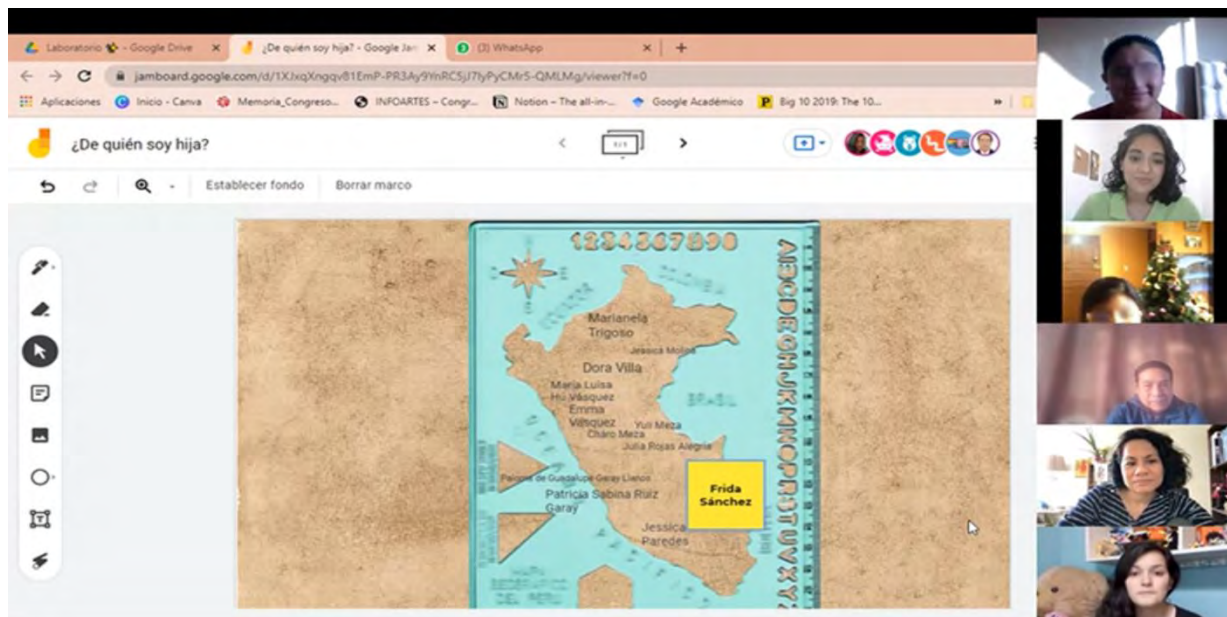 Laboratorio - Google Drive
¿De quién soy hija? - Google Jam
(3) WhatsApp
jamboard.google.com/d/1XJxqXngqv81EmP-PR3Ay9YnRC5jJ7IyPyCMr5-QMLMg/viewer?f=0
Aplicaciones
Inicio - Canva
Memoria_Congreso...
INFOARTES – Congr...
Notion – The all-in-...
Google Académico
Big 10 2019: The 10...
¿De quién soy hija?
Establecer fondo
Borrar marco
1234567890
Marianela
Trigoso
Jessica Molina
Dora Villa
María Luisa
Hú Vásquez
Emma
Vásquez
Yuli Meza
Charo Meza
Julia Rojas Alegría
BRASIL
de Guadalupe Garay Llanos
Patricia Sabina Ruiz
Garay
Frida
Sánchez
Jessica
Paredes